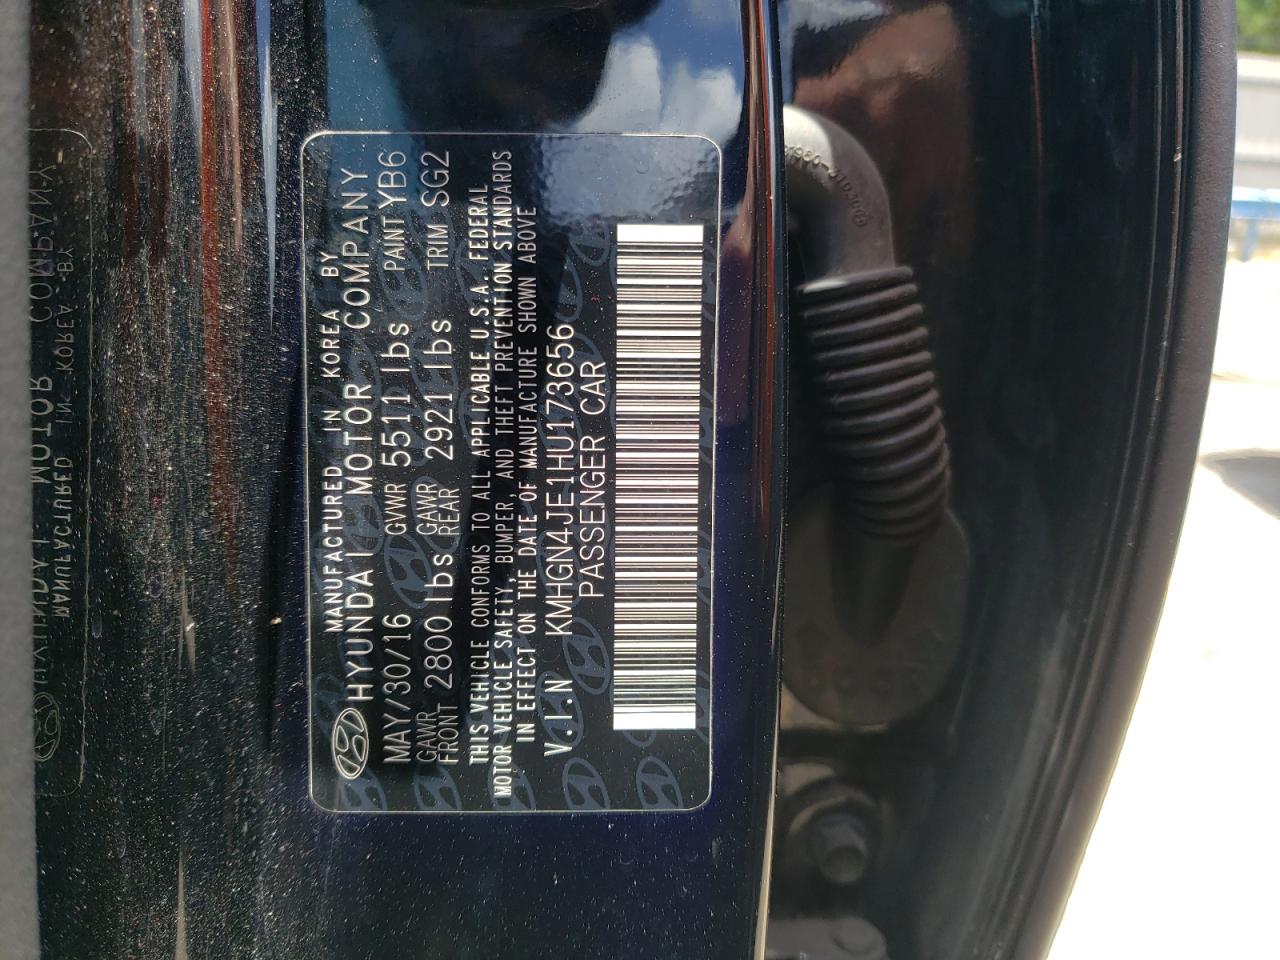 MANUFACTURED IN KOREA BY
HYUNDAI MOTOR COMPANY
MAY/30/16 GVWR 5511 lbs PAINT YB6
GAWR FRONT 2800 lbs GAWR REAR 2921 lbs TRIM SG2
THIS VEHICLE CONFORMS TO ALL APPLICABLE U.S.A. FEDERAL
MOTOR VEHICLE SAFETY, BUMPER, AND THEFT PREVENTION STANDARDS
IN EFFECT ON THE DATE OF MANUFACTURE SHOWN ABOVE
V.I.N KMHGN4JE1HU173656
PASSENGER CAR